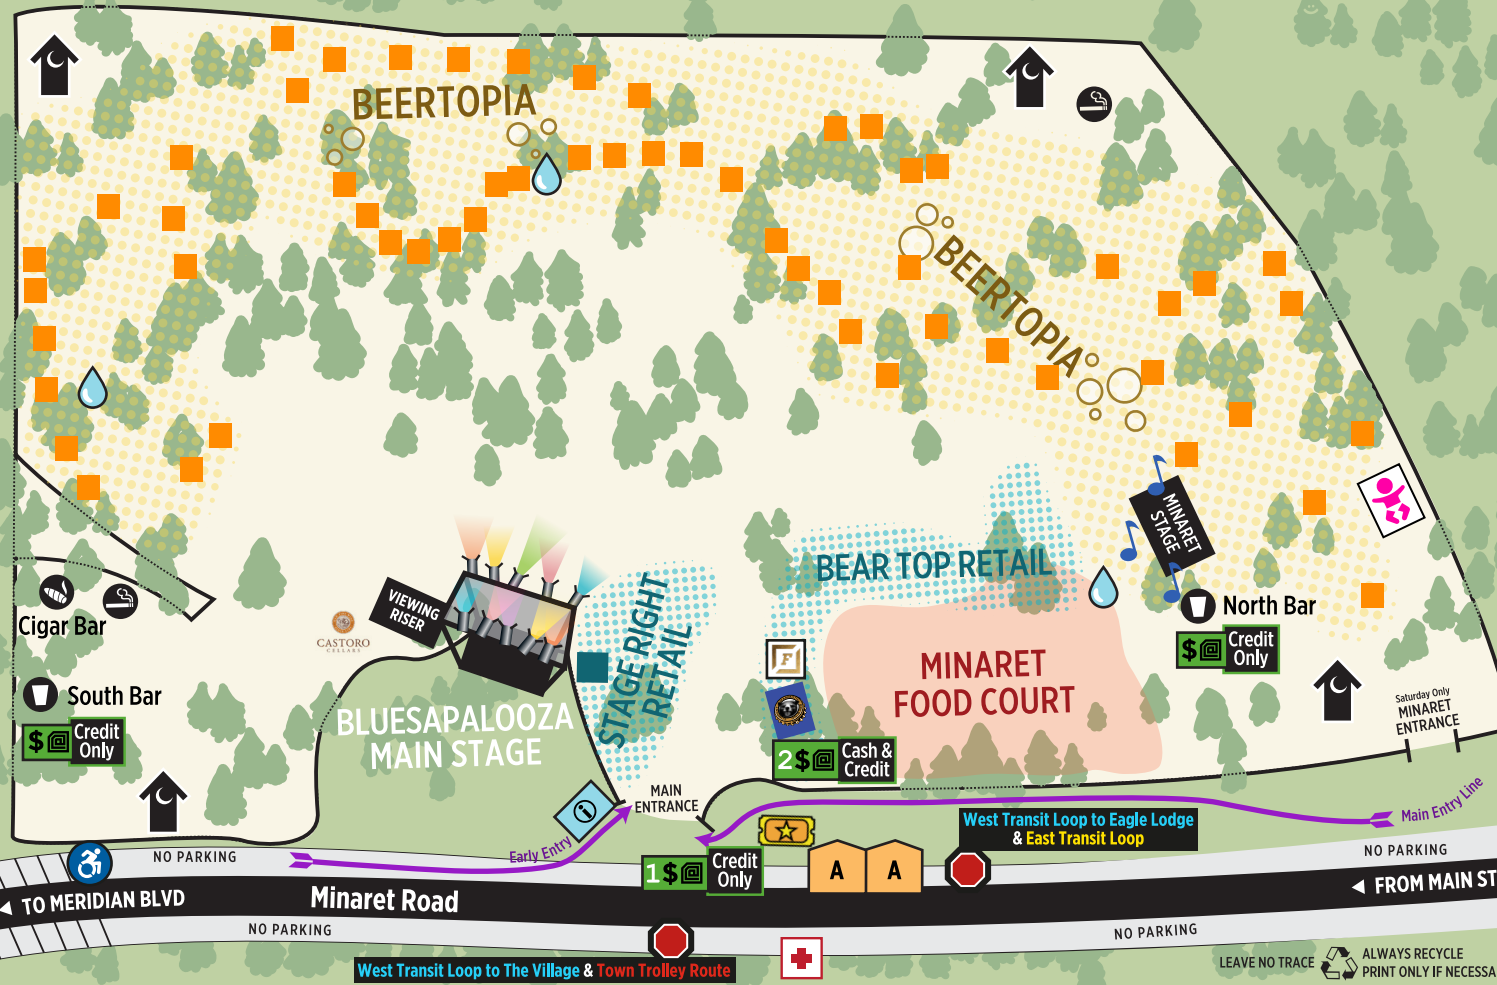 BEERTOPIA
BEERTOPIA
MINARET
STAGE
BEAR TOP RETAIL
STAGE RIGHT
RETAIL
VIEWING
RISER
Cigar Bar
CASTORO
CELLARS
North Bar
$
Credit
Only
F
MINARET
FOOD COURT
South Bar
$
Credit
Only
BLUESAPALOOZA
MAIN STAGE
Saturday Only
MINARET
ENTRANCE
2$
Cash &
Credit
MAIN
ENTRANCE
i
Main Entry Line
West Transit Loop to Eagle Lodge
& East Transit Loop
Early Entry
NO PARKING
NO PARKING
1$
Credit
Only
A
A
TO MERIDIAN BLVD
Minaret Road
FROM MAIN ST
NO PARKING
NO PARKING
West Transit Loop to The Village & Town Trolley Route
LEAVE NO TRACE
ALWAYS RECYCLE
PRINT ONLY IF NECESSA